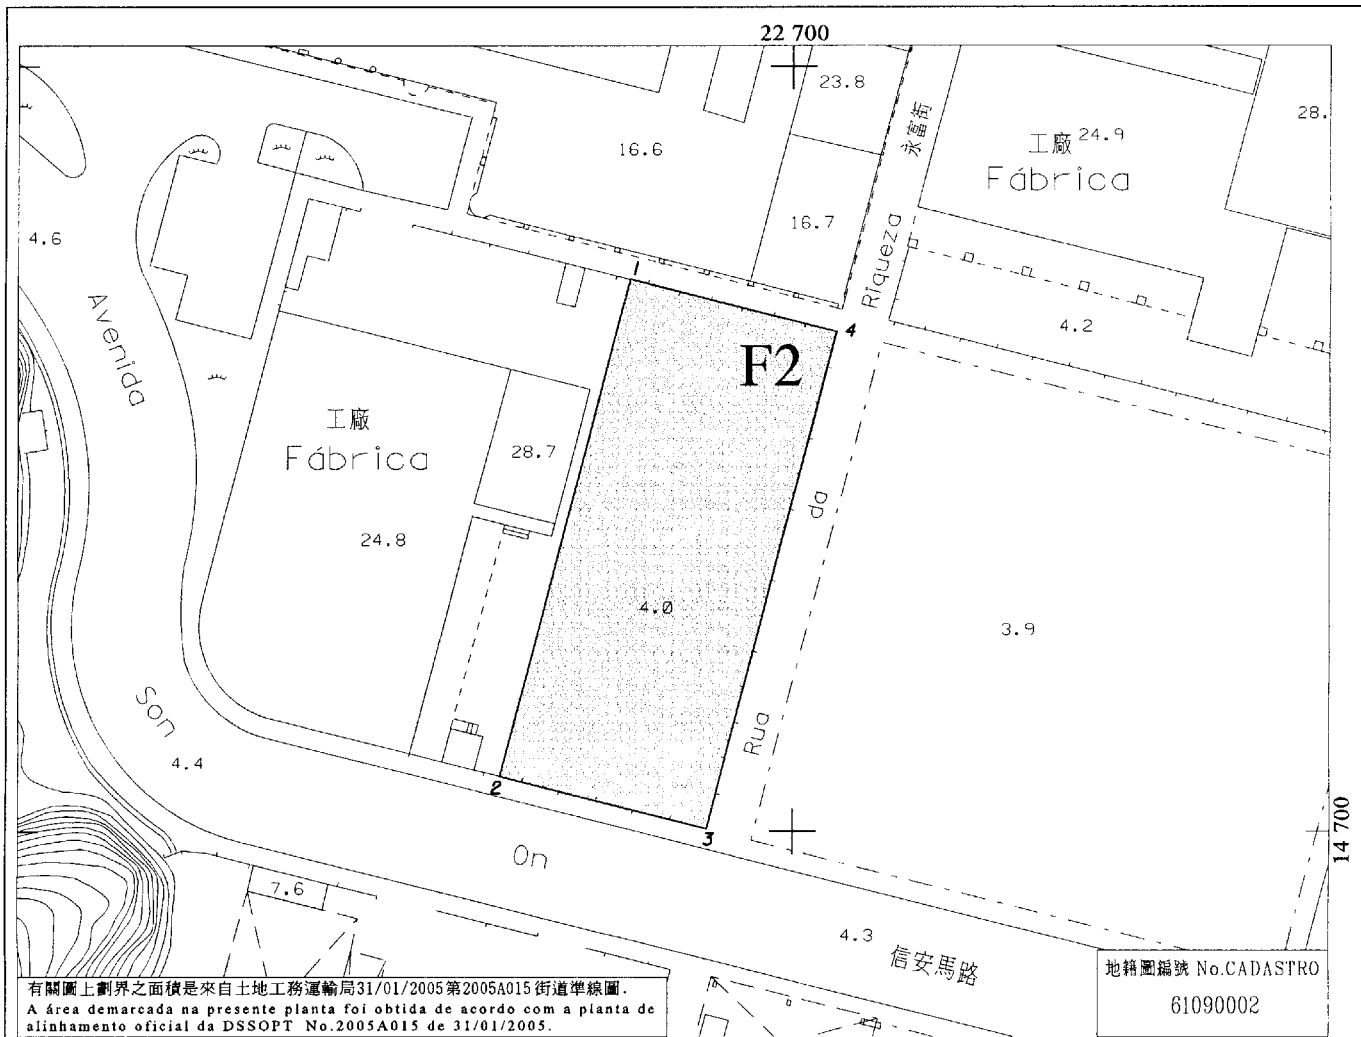 22 700
23.8
永富街
工廠 24.9
Fábrica
28.
16.6
16.7
Riqueza
4.6
1
4.2
4
Avenida
F2
工廠
Fábrica
28.7
24.8
da
4.0
3.9
Son
Rua
4.4
2
3
14 700
On
7.6
4.3
信安馬路
地籍圖編號 No.CADASTRO
61090002
有關圖上劃界之面積是來自土地工務運輸局31/01/2005第2005A015街道準線圖.
A área demarcada na presente planta foi obtida de acordo com a planta de
alinhamento oficial da DSSOPT No.2005A015 de 31/01/2005.